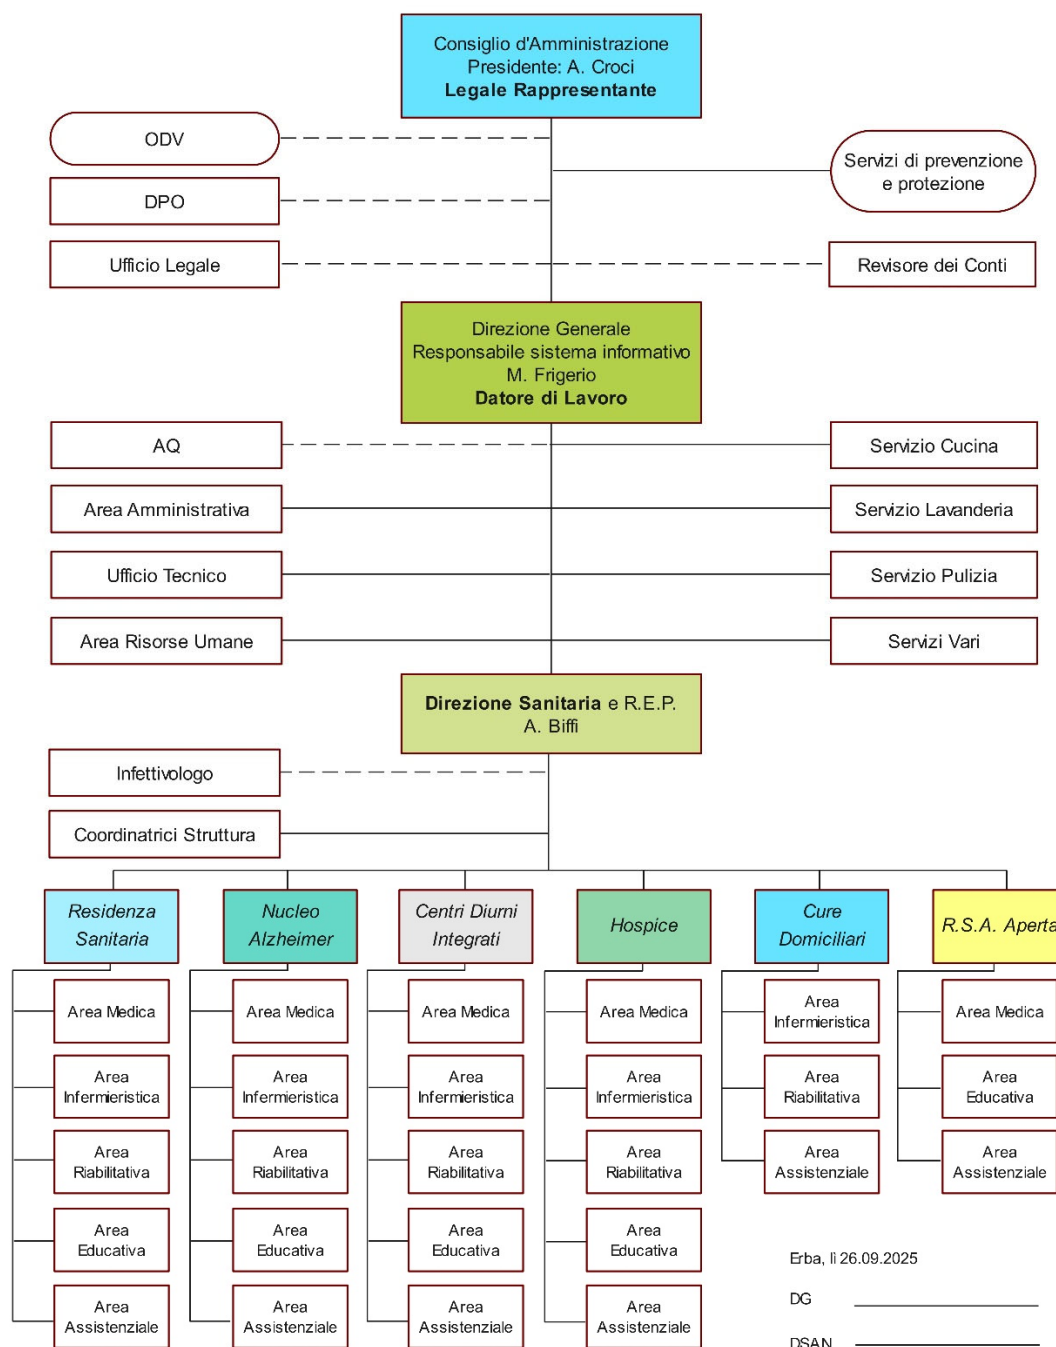 Consiglio d'Amministrazione
Presidente: A. Croci
Legale Rappresentante
ODV
Servizi di prevenzione
e protezione
DPO
Ufficio Legale
Revisore dei Conti
Direzione Generale
Responsabile sistema informativo
M. Frigerio
Datore di Lavoro
AQ
Servizio Cucina
Area Amministrativa
Servizio Lavanderia
Ufficio Tecnico
Servizio Pulizia
Area Risorse Umane
Servizi Vari
Direzione Sanitaria e R.E.P.
A. Biffi
Infettivologo
Coordinatrici Struttura
Residenza
Sanitaria
Area Medica
Area
Infermieristica
Area
Riabilitativa
Area
Educativa
Area
Assistenziale
Nucleo
Alzheimer
Area Medica
Area
Infermieristica
Area
Riabilitativa
Area
Educativa
Area
Assistenziale
Centri Diurni
Integrati
Area Medica
Area
Infermieristica
Area
Riabilitativa
Area
Educativa
Area
Assistenziale
Hospice
Area Medica
Area
Infermieristica
Area
Riabilitativa
Area
Educativa
Area
Assistenziale
Cure
Domiciliari
Area
Infermieristica
Area
Riabilitativa
Area
Assistenziale
R.S.A. Aperta
Area Medica
Area
Educativa
Area
Assistenziale
Erba, lì 26.09.2025
DG
DSAN